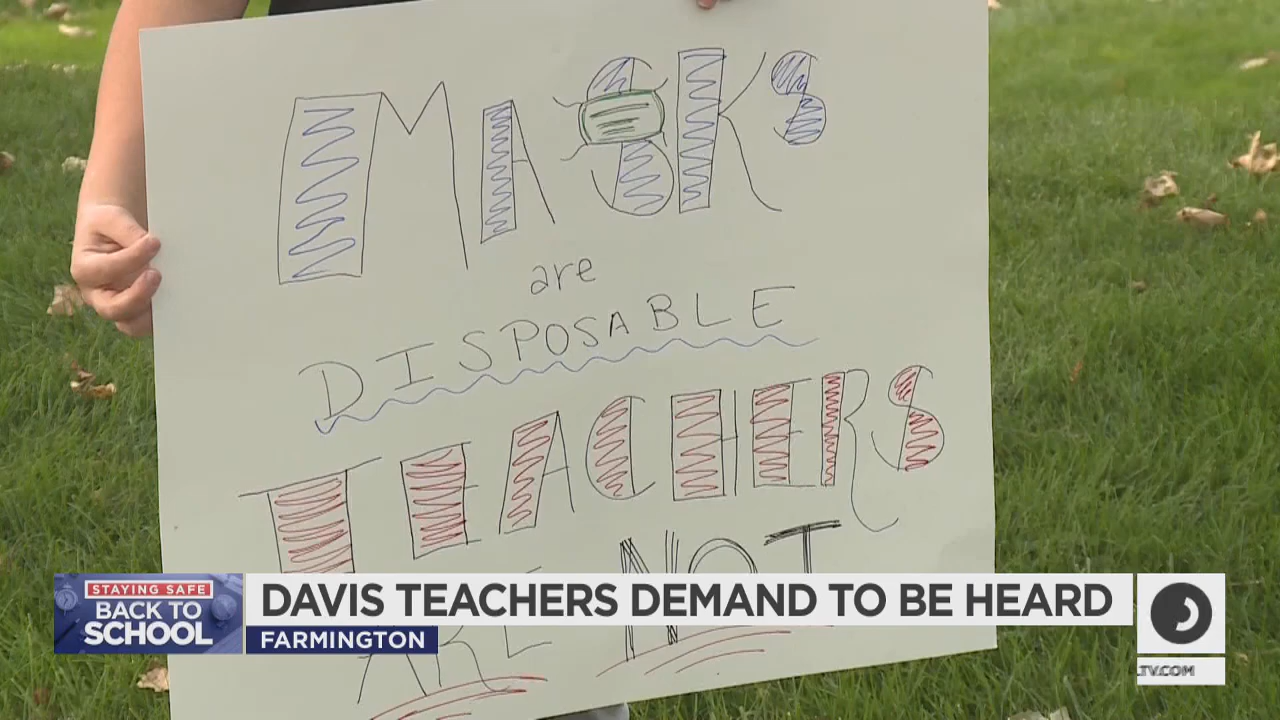 MASKS
are
DISPOSABLE
TEACHERS
ARE NOT
STAYING SAFE
BACK TO
SCHOOL
DAVIS TEACHERS DEMAND TO BE HEARD
FARMINGTON
LTV.COM